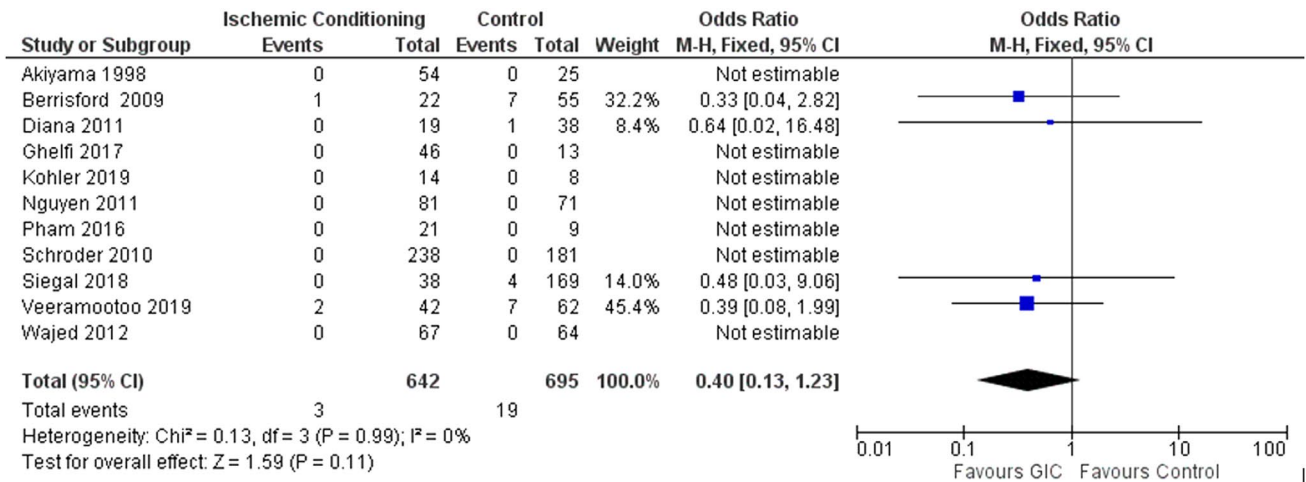 Ischemic Conditioning Control Odds Ratio Odds Ratio
Study or Subgroup Events Total Events Total Weight M-H, Fixed, 95% CI M-H, Fixed, 95% CI
Akiyama 1998 0 54 0 25 Not estimable
Berrisford 2009 1 22 7 55 32.2% 0.33 [0.04, 2.82]
Diana 2011 0 19 1 38 8.4% 0.64 [0.02, 16.48]
Ghelfi 2017 0 46 0 13 Not estimable
Kohler 2019 0 14 0 8 Not estimable
Nguyen 2011 0 81 0 71 Not estimable
Pham 2016 0 21 0 9 Not estimable
Schroder 2010 0 238 0 181 Not estimable
Siegal 2018 0 38 4 169 14.0% 0.48 [0.03, 9.06]
Veeramootoo 2019 2 42 7 62 45.4% 0.39 [0.08, 1.99]
Wajed 2012 0 67 0 64 Not estimable
Total (95% CI) 642 695 100.0% 0.40 [0.13, 1.23]
Total events 3 19
Heterogeneity: Chi² = 0.13, df = 3 (P = 0.99); I² = 0%
Test for overall effect: Z = 1.59 (P = 0.11)
0.01 0.1 1 10 100
Favours GIC Favours Control